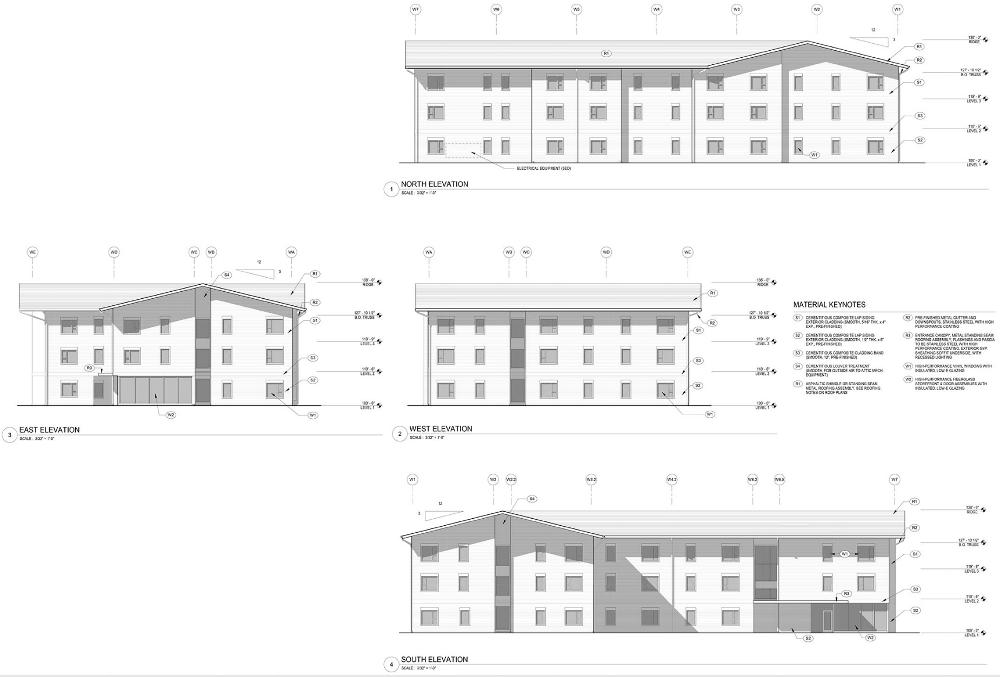 W7 W6 W5 W4 W3 W2 W1
12
3
138' - 0"
RIDGE.
R1
R1
R2
127' - 10 1/2"
B.O. TRUSS
S1
119' - 9"
LEVEL 3
S3
110' - 6"
LEVEL 2
S2
W1
100' - 0"
LEVEL 1
ELECTRICAL EQUIPMENT (SED)
1
NORTH ELEVATION
SCALE : 3/32" = 1'-0"
WE WD WC WB WA
12
3
S4
R1
138' - 0"
RIDGE.
R2
127' - 10 1/2"
B.O. TRUSS
S1
119' - 9"
LEVEL 3
S3
R3
110' - 6"
LEVEL 2
S2
100' - 0"
LEVEL 1
W2
W1
3
EAST ELEVATION
SCALE : 3/32" = 1'-0"
WA WB WC WD WE
138' - 0"
RIDGE.
R1
127' - 10 1/2"
B.O. TRUSS
R2
S1
119' - 9"
LEVEL 3
S3
110' - 6"
LEVEL 2
S2
100' - 0"
LEVEL 1
W1
2
WEST ELEVATION
SCALE : 3/32" = 1'-0"
MATERIAL KEYNOTES
S1 CEMENTITIOUS COMPOSITE LAP SIDING
EXTERIOR CLADDING (SMOOTH, 5/16" THK. x 4"
EXP., PRE-FINISHED)
S2 CEMENTITIOUS COMPOSITE LAP SIDING
EXTERIOR CLADDING (SMOOTH, 1/2" THK. x 6"
EXP., PRE-FINISHED)
S3 CEMENTITIOUS COMPOSITE CLADDING BAND
(SMOOTH, 12", PRE-FINISHED)
S4 CEMENTITIOUS LOUVER TREATMENT
(SMOOTH, FOR OUTSIDE AIR TO ATTIC MECH.
EQUIPMENT)
R1 ASPHALTIC SHINGLE OR STANDING SEAM
METAL ROOFING ASSEMBLY, SEE ROOFING
NOTES ON ROOF PLANS
R2 PRE-FINISHED METAL GUTTER AND
DOWNSPOUTS, STAINLESS STEEL WITH HIGH
PERFORMANCE COATING
R3 ENTRANCE CANOPY, METAL STANDING SEAM
ROOFING ASSEMBLY, FLASHINGS AND FASCIA
TO BE STAINLESS STEEL WITH HIGH
PERFORMANCE COATING, EXTERIOR GYP.
SHEATHING SOFFIT UNDERSIDE, WITH
RECESSED LIGHTING
W1 HIGH-PERFORMANCE VINYL WINDOWS WITH
INSULATED, LOW-E GLAZING
W2 HIGH-PERFORMANCE FIBERGLASS
STOREFRONT & DOOR ASSEMBLIES WITH
INSULATED, LOW-E GLAZING
W1 W2 W2.2 W3.2 W4.2 W6.2 W6.5 W7
12
3
S4
R1
138' - 0"
RIDGE.
R2
127' - 10 1/2"
B.O. TRUSS
W1
S1
119' - 9"
LEVEL 3
S3
R3
110' - 6"
LEVEL 2
S2
100' - 0"
LEVEL 1
S2
W2
4
SOUTH ELEVATION
SCALE : 3/32" = 1'-0"